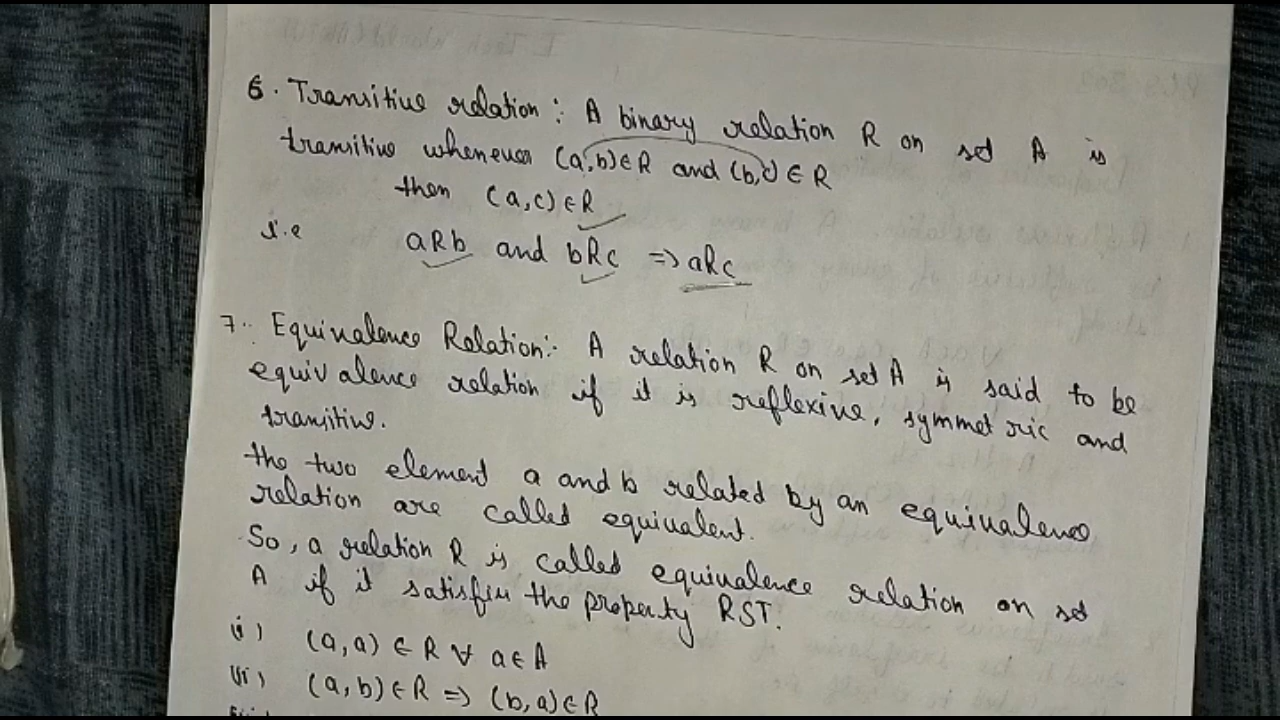 6. Transitive relation : A binary relation R on set A is
transitive whenever (a,b)∈R and (b,c)∈R
then (a,c)∈R
i.e aRb and bRc ⇒ aRc
7. Equivalence Relation:- A relation R on set A is said to be
equivalence relation if it is reflexive, symmetric and
transitive.
the two element a and b related by an equivalence
relation are called equivalent.
So, a relation R is called equivalence relation on set
A if it satisfies the property RST.
(i) (a,a) ∈ R ∀ a∈A
(ii) (a,b)∈R ⇒ (b,a)∈R